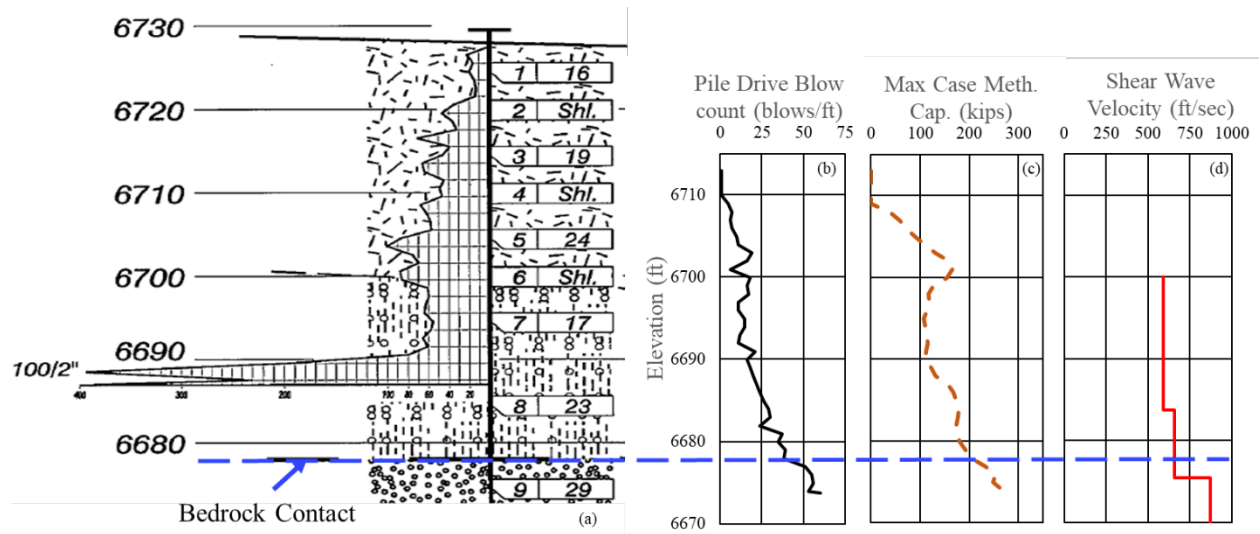 6730
6720
6710
6700
6690
6680
100/2"
400
300
200
100 80 60 40 20
1 16
2 Shl.
3 19
4 Shl.
5 24
6 Shl.
7 17
8 23
9 29
Bedrock Contact
(a)
Pile Drive Blow
count (blows/ft)
0 25 50 75
(b)
Elevation (ft)
6710
6700
6690
6680
6670
Max Case Meth.
Cap. (kips)
0 100 200 300
(c)
Shear Wave
Velocity (ft/sec)
0 250 500 750 1000
(d)